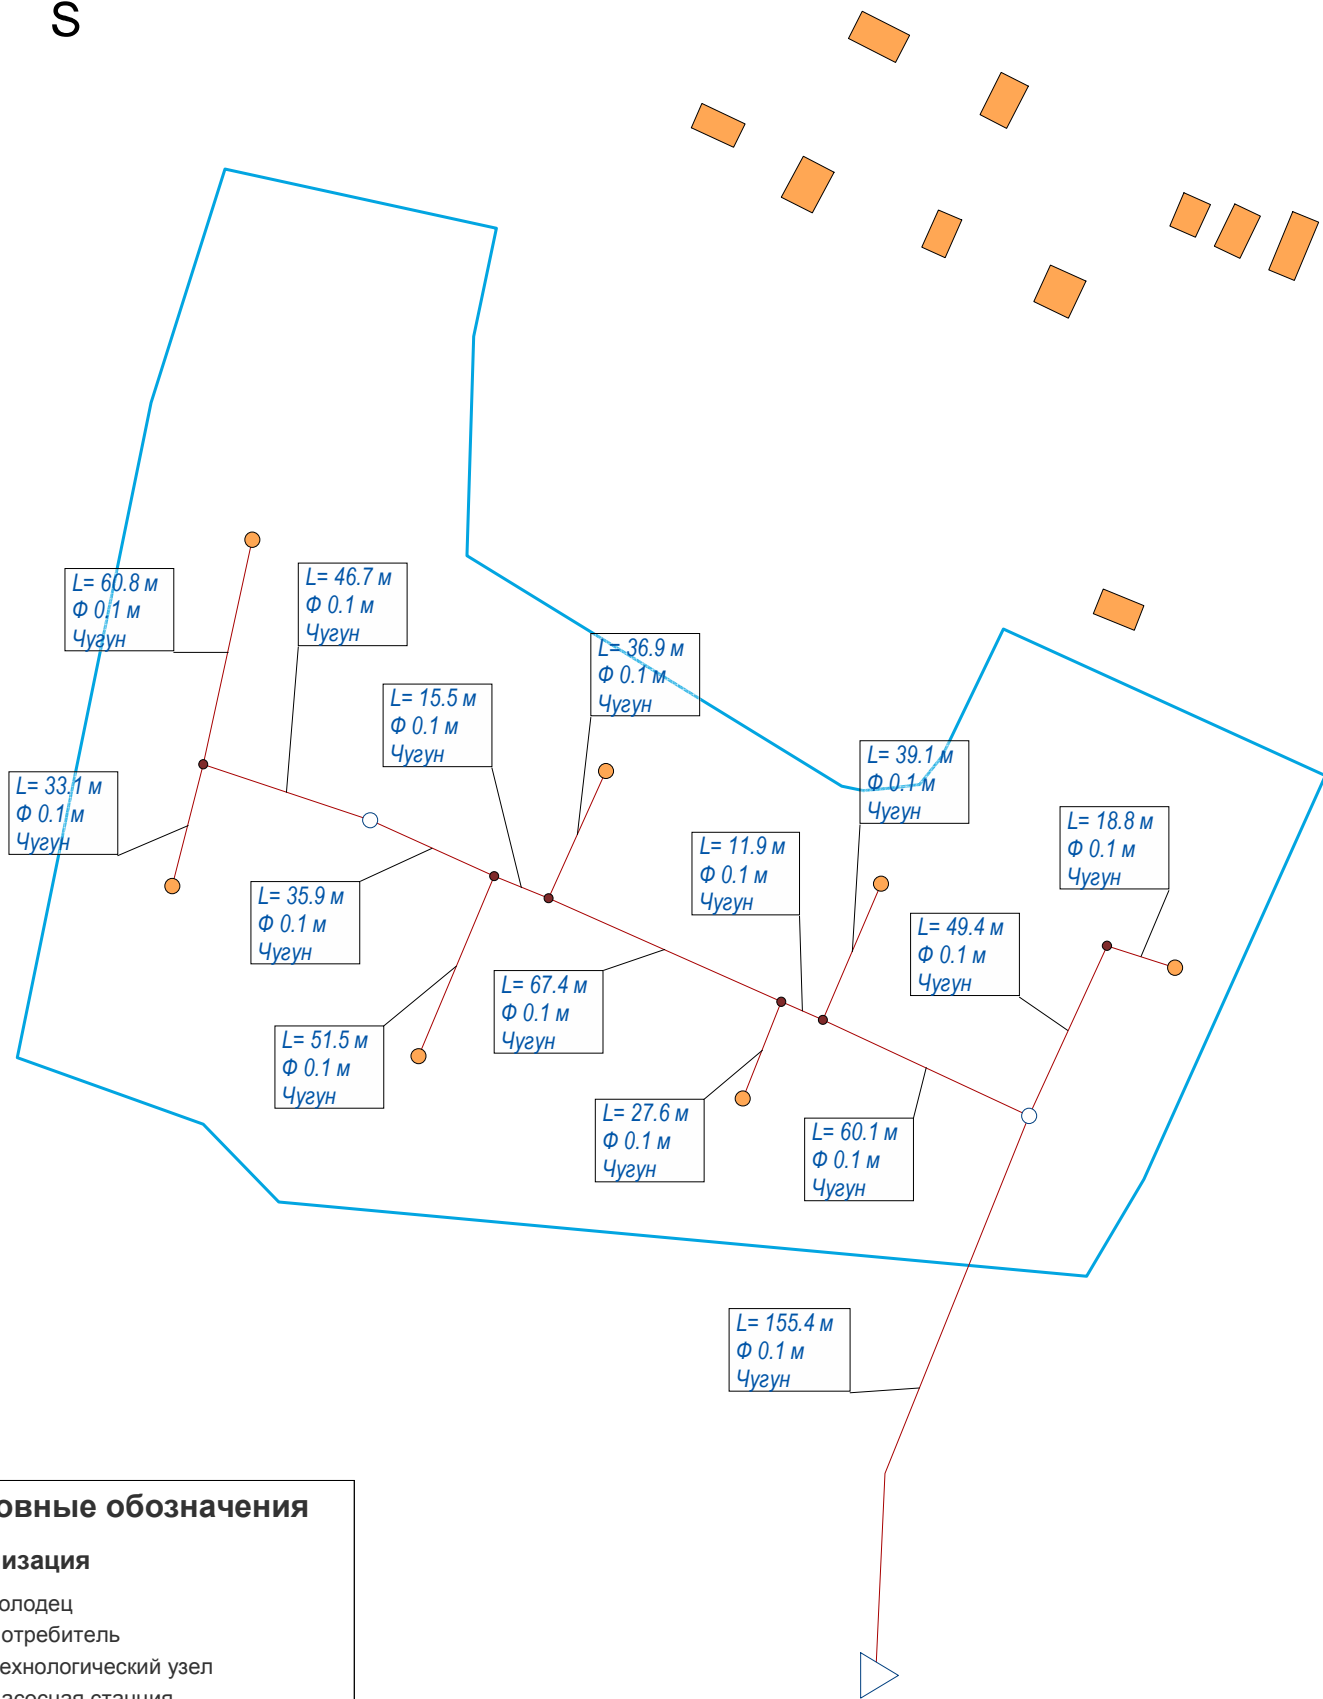 S
L= 60.8 м
Ф 0.1 м
Чугун
L= 46.7 м
Ф 0.1 м
Чугун
L= 36.9 м
Ф 0.1 м
Чугун
L= 15.5 м
Ф 0.1 м
Чугун
L= 39.1 м
Ф 0.1 м
Чугун
L= 33.1 м
Ф 0.1 м
Чугун
L= 18.8 м
Ф 0.1 м
Чугун
L= 11.9 м
Ф 0.1 м
Чугун
L= 35.9 м
Ф 0.1 м
Чугун
L= 49.4 м
Ф 0.1 м
Чугун
L= 67.4 м
Ф 0.1 м
Чугун
L= 51.5 м
Ф 0.1 м
Чугун
L= 27.6 м
Ф 0.1 м
Чугун
L= 60.1 м
Ф 0.1 м
Чугун
L= 155.4 м
Ф 0.1 м
Чугун
овные обозначения
изация
олодец
отребитель
ехнологический узел
асосная станция